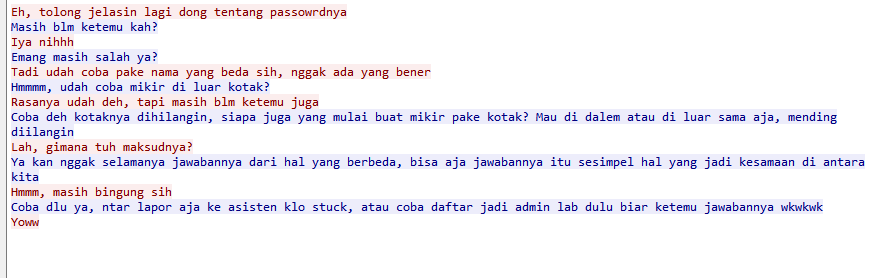 Eh, tolong jelasin lagi dong tentang passowrdnya
Masih blm ketemu kah?
Iya nihhh
Emang masih salah ya?
Tadi udah coba pake nama yang beda sih, nggak ada yang bener
Hmmmm, udah coba mikir di luar kotak?
Rasanya udah deh, tapi masih blm ketemu juga
Coba deh kotaknya dihilangin, siapa juga yang mulai buat mikir pake kotak? Mau di dalem atau di luar sama aja, mending
diilangin
Lah, gimana tuh maksudnya?
Ya kan nggak selamanya jawabannya dari hal yang berbeda, bisa aja jawabannya itu sesimpel hal yang jadi kesamaan di antara
kita
Hmmm, masih bingung sih
Coba dlu ya, ntar lapor aja ke asisten klo stuck, atau coba daftar jadi admin lab dulu biar ketemu jawabannya wkwkwk
Yoww